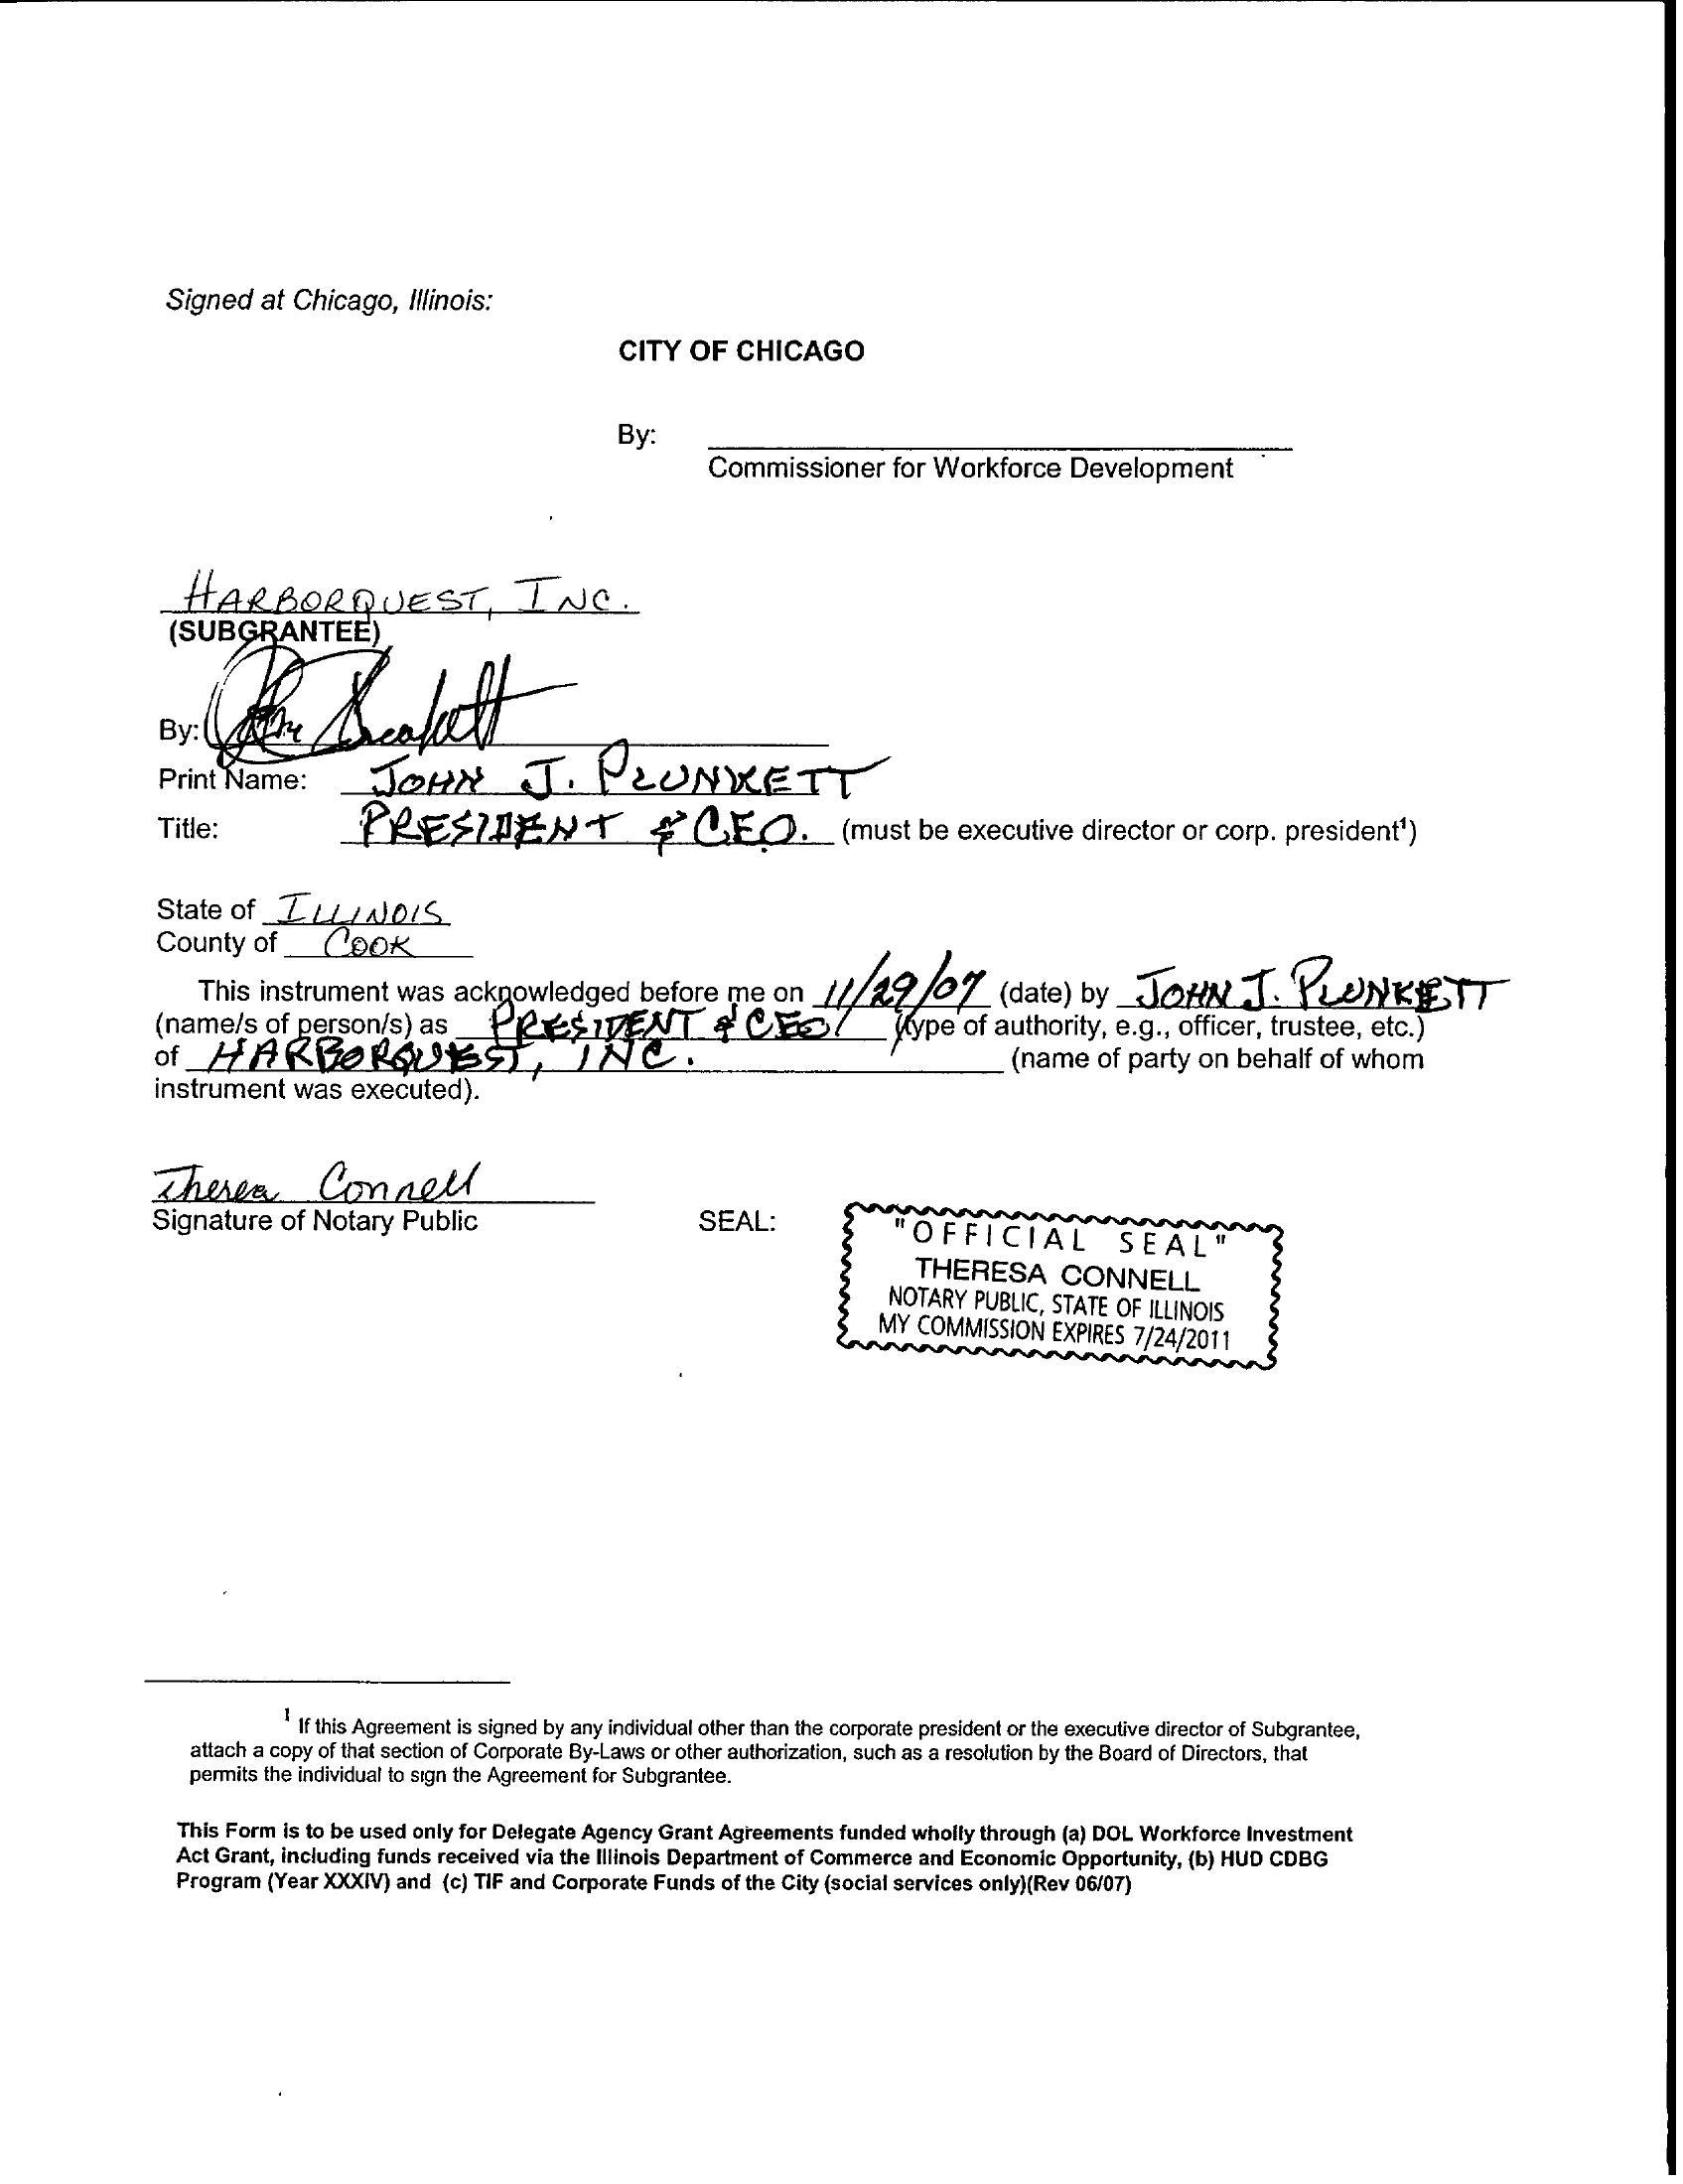 Signed at Chicago, Illinois:
CITY OF CHICAGO
By:
Commissioner for Workforce Development
HARBORQUEST, INC.
(SUBGRANTEE)
By:
Print Name: JOHN J. PLUNKETT
Title: PRESIDENT & CEO. (must be executive director or corp. president¹)
State of ILLINOIS
County of COOK
This instrument was acknowledged before me on 11/29/07 (date) by JOHN J. PLUNKETT
(name/s of person/s) as PRESIDENT & CEO (type of authority, e.g., officer, trustee, etc.)
of HARBORQUEST, INC. (name of party on behalf of whom
instrument was executed).
Theresa Connell
Signature of Notary Public
SEAL:
"OFFICIAL SEAL"
THERESA CONNELL
NOTARY PUBLIC, STATE OF ILLINOIS
MY COMMISSION EXPIRES 7/24/2011
¹ If this Agreement is signed by any individual other than the corporate president or the executive director of Subgrantee,
attach a copy of that section of Corporate By-Laws or other authorization, such as a resolution by the Board of Directors, that
permits the individual to sign the Agreement for Subgrantee.
This Form is to be used only for Delegate Agency Grant Agreements funded wholly through (a) DOL Workforce Investment
Act Grant, including funds received via the Illinois Department of Commerce and Economic Opportunity, (b) HUD CDBG
Program (Year XXXIV) and (c) TIF and Corporate Funds of the City (social services only)(Rev 06/07)